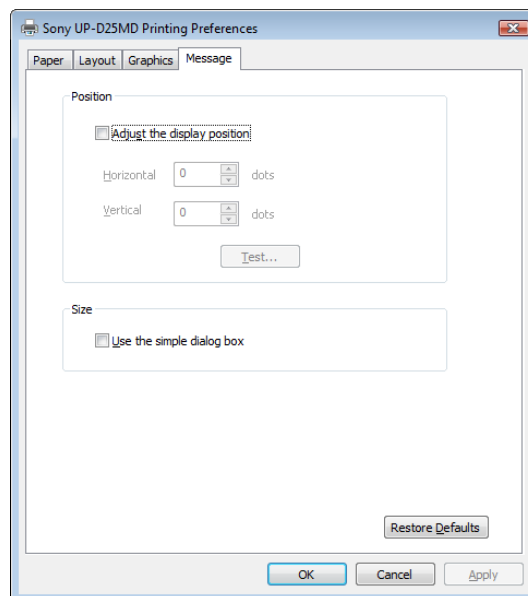 Sony UP-D25MD Printing Preferences
Paper Layout Graphics Message
Position
Adjust the display position
Horizontal 0 dots
Vertical 0 dots
Test...
Size
Use the simple dialog box
Restore Defaults
OK Cancel Apply